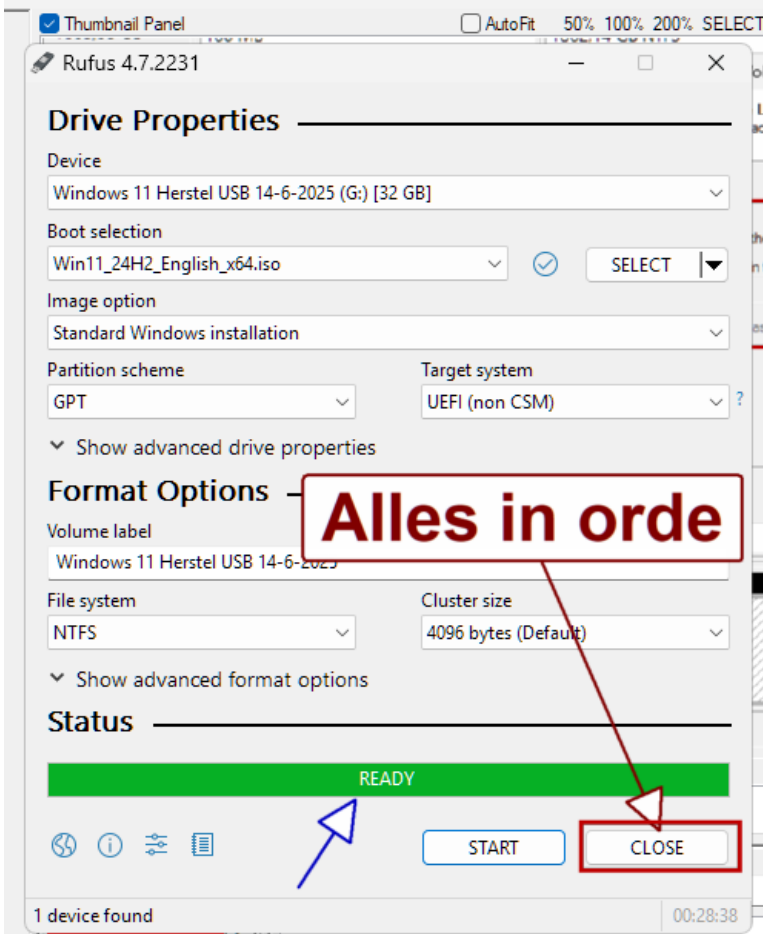 Thumbnail Panel AutoFit 50% 100% 200% SELECT
Rufus 4.7.2231
Drive Properties
Device
Windows 11 Herstel USB 14-6-2025 (G:) [32 GB]
Boot selection
Win11_24H2_English_x64.iso SELECT
Image option
Standard Windows installation
Partition scheme Target system
GPT UEFI (non CSM) ?
Show advanced drive properties
Format Options
Alles in orde
Volume label
Windows 11 Herstel USB 14-6-2025
File system Cluster size
NTFS 4096 bytes (Default)
Show advanced format options
Status
READY
START CLOSE
1 device found 00:28:38